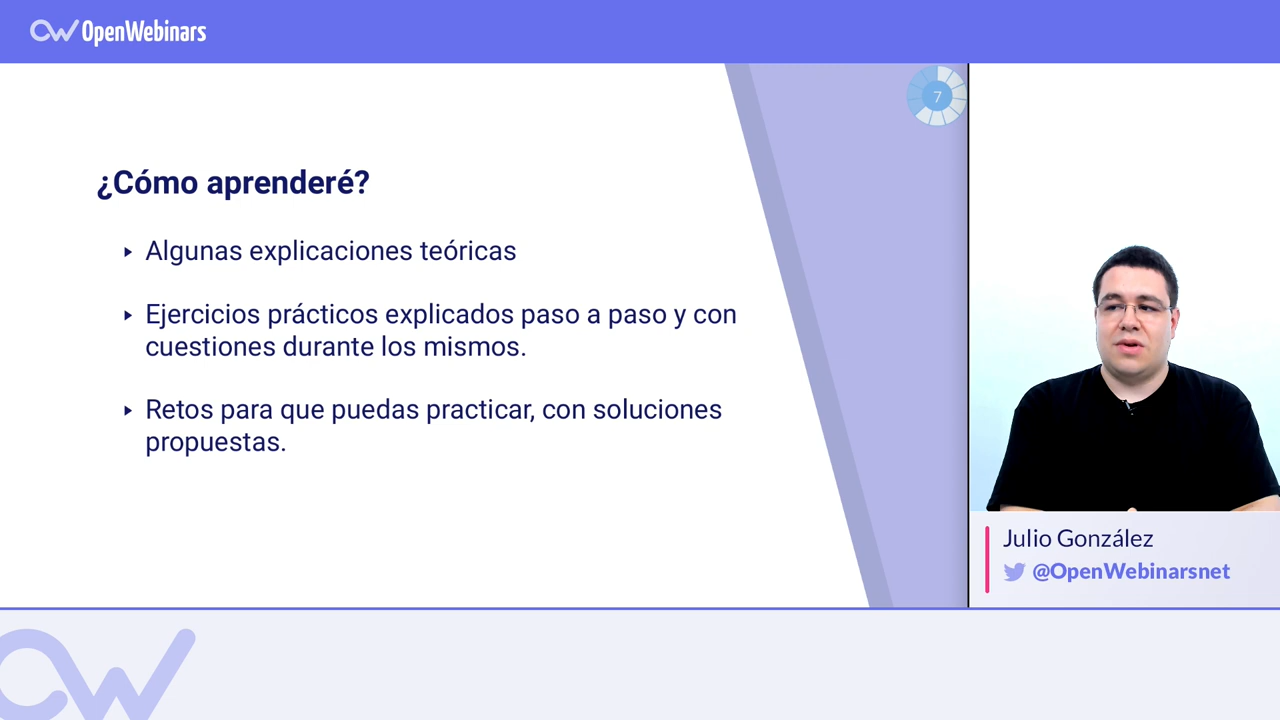 OpenWebinars
7
¿Cómo aprenderé?
Algunas explicaciones teóricas
Ejercicios prácticos explicados paso a paso y con
cuestiones durante los mismos.
Retos para que puedas practicar, con soluciones
propuestas.
Julio González
@OpenWebinarsnet